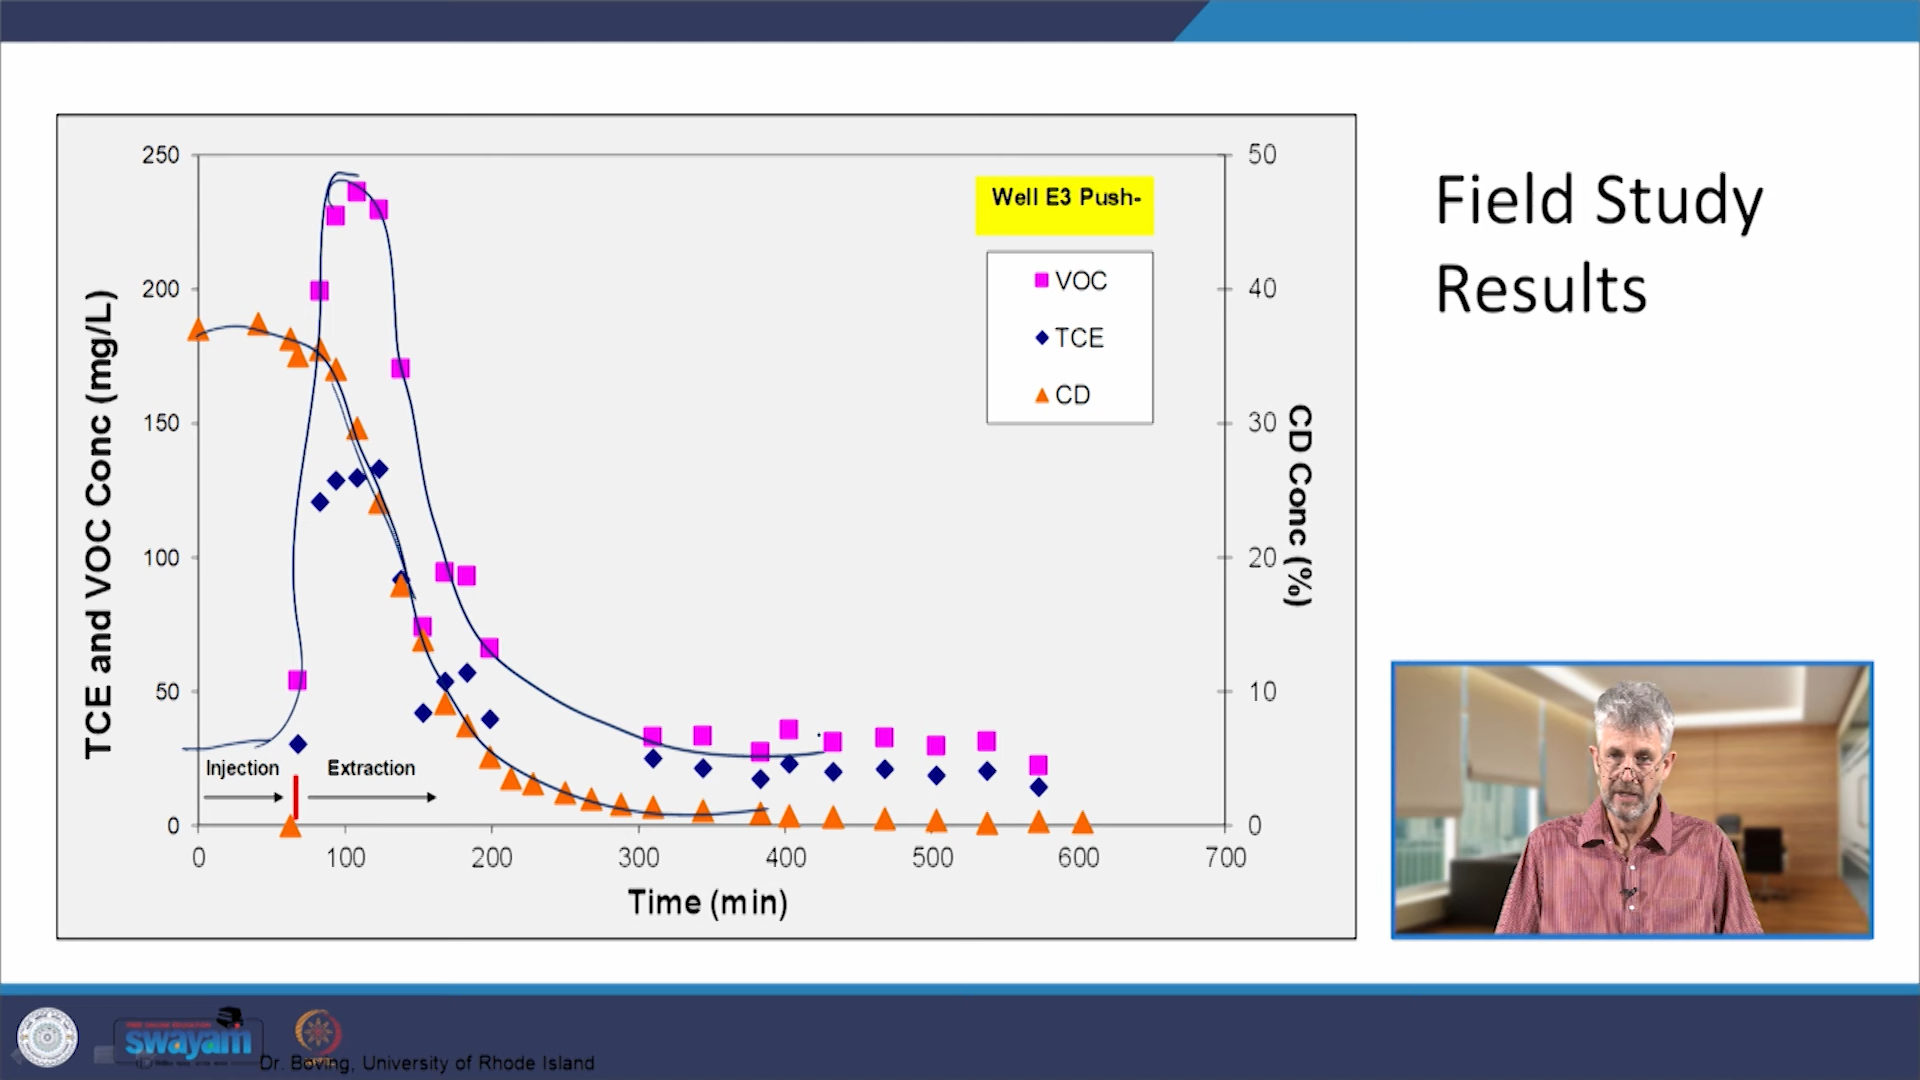 Field Study
Results
Well E3 Push-
VOC
TCE
CD
TCE and VOC Conc (mg/L)
250
200
150
100
50
0
CD Conc (%)
50
40
30
20
10
0
Injection
Extraction
0 100 200 300 400 500 600 700
Time (min)
swayam
Dr. Boving, University of Rhode Island